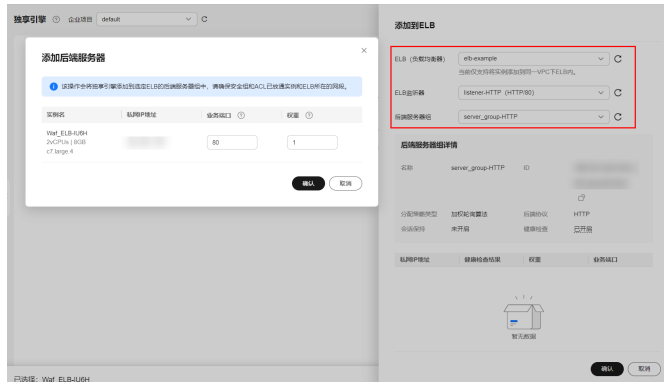 独享引擎 企业项目 default
添加后端服务器
该操作会将独享引擎添加到选定ELB的后端服务器组中，请确保安全组和ACL已放通实例和ELB所在的网段。
实例名 私网IP地址 业务端口 权重
Waf_ELB-IU6H
2vCPUs | 8GB
c7.large.4
80 1
确认 取消
已选择：Waf_ELB-IU6H
添加到ELB
ELB（负载均衡器） elb-example
当前仅支持将实例添加到同一VPC下ELB内。
ELB监听器 listener-HTTP (HTTP/80)
后端服务器组 server_group-HTTP
后端服务器组详情
名称 server_group-HTTP ID
分配策略类型 加权轮询算法 后端协议 HTTP
会话保持 未开启 健康检查 已开启
私网IP地址 健康检查结果 权重 业务端口
暂无数据
确认 取消